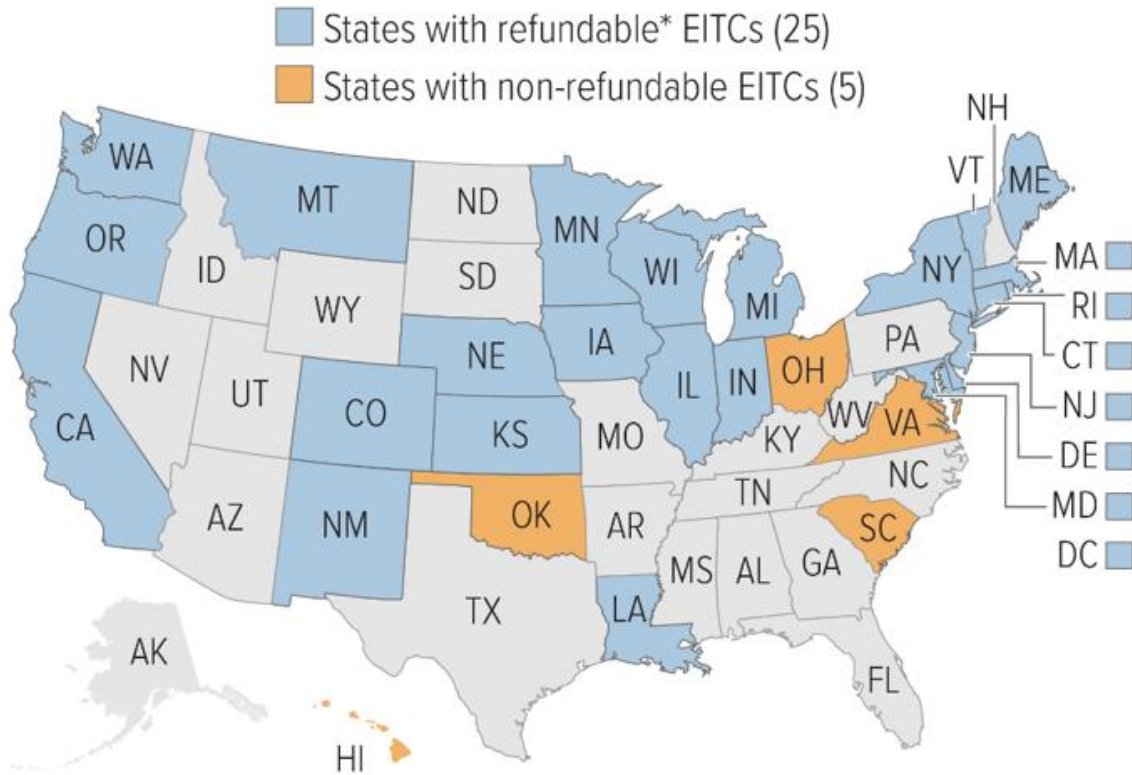 States with refundable* EITCs (25)
States with non-refundable EITCs (5)
NH
VT
WA
MT
ND
MN
ME
OR
ID
SD
WI
MI
NY
MA
WY
RI
IA
PA
NE
CT
NV
UT
CO
IL
IN
OH
NJ
CA
KS
MO
WV
VA
KY
DE
AZ
NM
OK
AR
TN
NC
MD
SC
DC
MS
AL
GA
TX
LA
AK
FL
HI